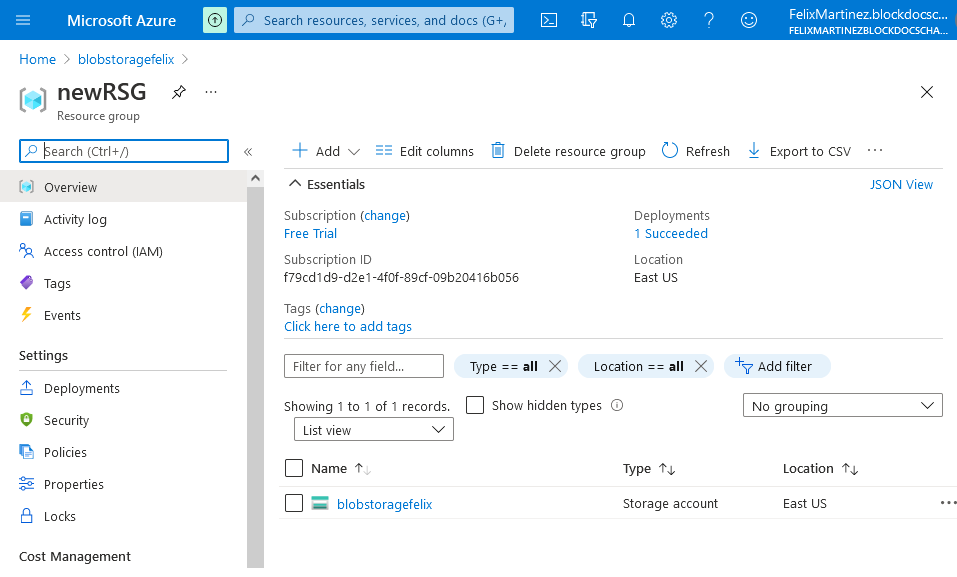 Microsoft Azure
Search resources, services, and docs (G+/
FelixMartinez.blockdocsc...
FELIXMARTINEZBLOCKDOCSCHA...
Home > blobstoragefelix >
newRSG
Resource group
Search (Ctrl+/)
Overview
Activity log
Access control (IAM)
Tags
Events
Settings
Deployments
Security
Policies
Properties
Locks
Cost Management
Add
Edit columns
Delete resource group
Refresh
Export to CSV
Essentials
JSON View
Subscription (change)
Free Trial
Subscription ID
f79cd1d9-d2e1-4f0f-89cf-09b20416b056
Tags (change)
Click here to add tags
Deployments
1 Succeeded
Location
East US
Filter for any field...
Type == all
Location == all
Add filter
Showing 1 to 1 of 1 records.
Show hidden types
No grouping
List view
Name
Type
Location
blobstoragefelix
Storage account
East US